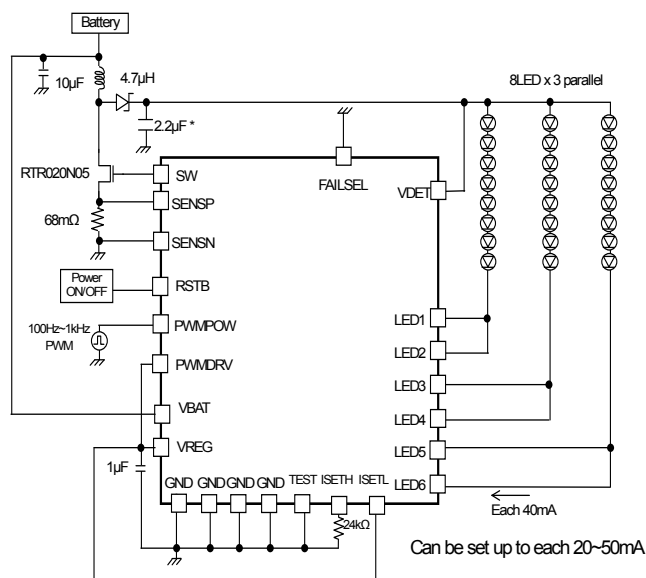 Battery
10µF
4.7µH
8LED x 3 parallel
2.2µF *
RTR020N05
SW
FAILSEL
VDET
SENSP
68mΩ
SENSN
Power
ON/OFF
RSTB
LED1
100Hz~1kHz
PWM
PWMPOW
LED2
PWMDRV
LED3
VBAT
LED4
VREG
LED5
1µF
GND
GND
GND
GND
TEST
ISETH
ISETL
LED6
24kΩ
Each 40mA
Can be set up to each 20~50mA